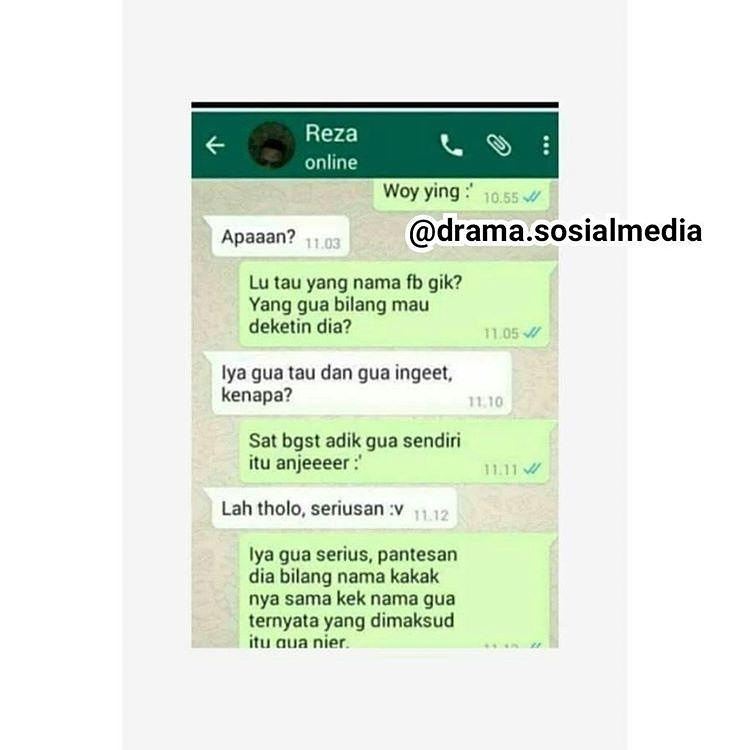 Reza
online
Woy ying :' 10.55
@drama.sosialmedia
Apaaan? 11.03
Lu tau yang nama fb gik?
Yang gua bilang mau
deketin dia? 11.05
Iya gua tau dan gua ingeet,
kenapa? 11.10
Sat bgst adik gua sendiri
itu anjeeeer :' 11.11
Lah tholo, seriusan :v 11.12
Iya gua serius, pantesan
dia bilang nama kakak
nya sama kek nama gua
ternyata yang dimaksud
itu gua njer.